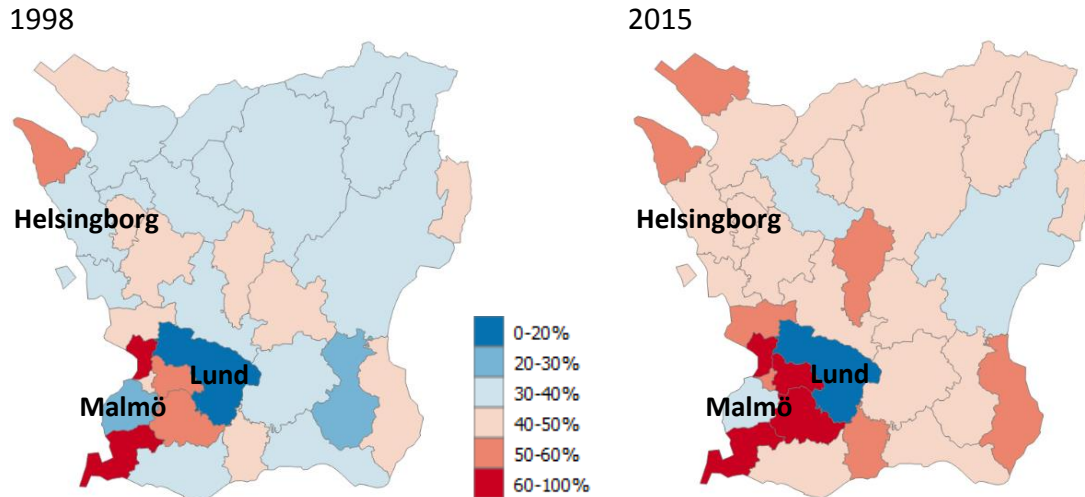 1998
2015
Helsingborg
Helsingborg
Lund
Malmö
Lund
Malmö
0-20%
20-30%
30-40%
40-50%
50-60%
60-100%